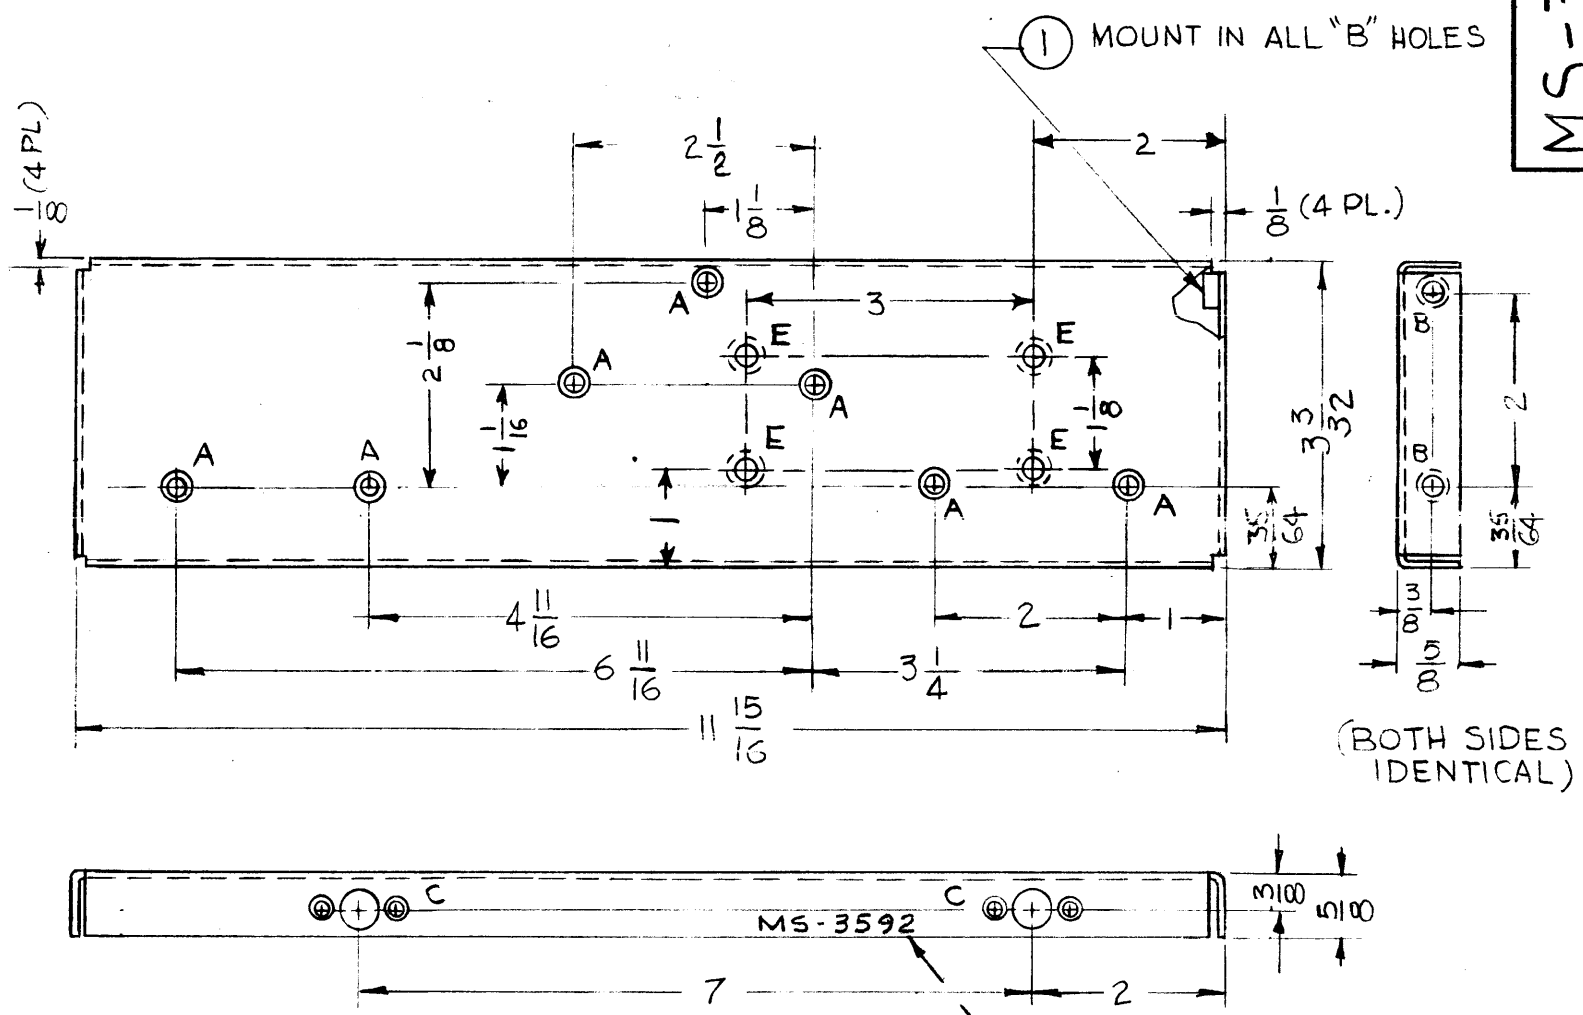 1 MOUNT IN ALL "B" HOLES
MS-3
1/8 (4 PL)
2 1/2
2
1 1/8
1/8 (4 PL.)
A
3
E
E
B
2 1/8
A
1 1/16
A
1 1/8
3 3/32
2
A
A
E
E
B
1
A
A
35/64
35/64
4 11/16
2
1
3/8
6 11/16
3 1/4
5/8
11 15/16
(BOTH SIDES
IDENTICAL)
C
C
MS-3592
3/8
5/8
7
2